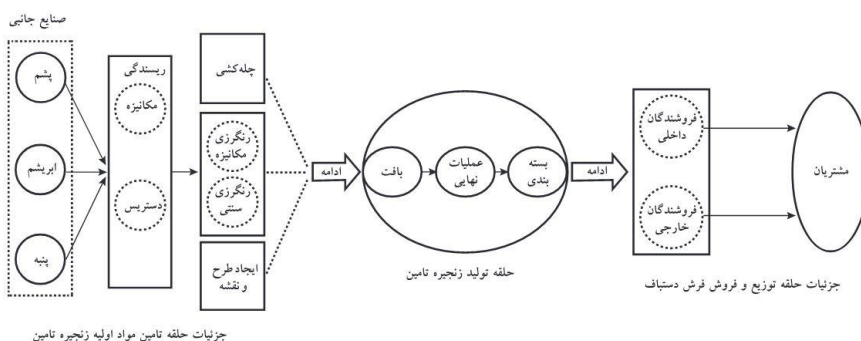 صنایع جانبی
پشم
ابریشم
پنبه
ریسندگی
مکانیزه
دستریس
چله‌کشی
رنگرزی
مکانیزه
رنگرزی
سنتی
ایجاد طرح
و نقشه
جزئیات حلقه تامین مواد اولیه زنجیره تامین
ادامه
بافت
عملیات
نهایی
بسته
بندی
حلقه تولید زنجیره تامین
ادامه
فروشندگان
داخلی
فروشندگان
خارجی
مشتریان
جزئیات حلقه توزیع و فروش فرش دستباف